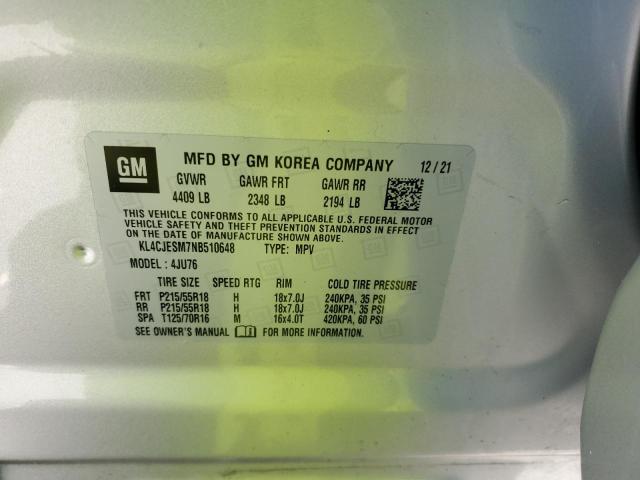 GM MFD BY GM KOREA COMPANY 12/21
GVWR GAWR FRT GAWR RR
4409 LB 2348 LB 2194 LB
THIS VEHICLE CONFORMS TO ALL APPLICABLE U.S. FEDERAL MOTOR
VEHICLE SAFETY AND THEFT PREVENTION STANDARDS IN EFFECT ON
THE DATE OF MANUFACTURE SHOWN ABOVE.
KL4CJESM7NB510648 TYPE: MPV
MODEL: 4JU76
TIRE SIZE SPEED RTG RIM COLD TIRE PRESSURE
FRT P215/55R18 H 18x7.0J 240KPA, 35 PSI
RR P215/55R18 H 18x7.0J 240KPA, 35 PSI
SPA T125/70R16 M 16x4.0T 420KPA, 60 PSI
SEE OWNER'S MANUAL FOR MORE INFORMATION.